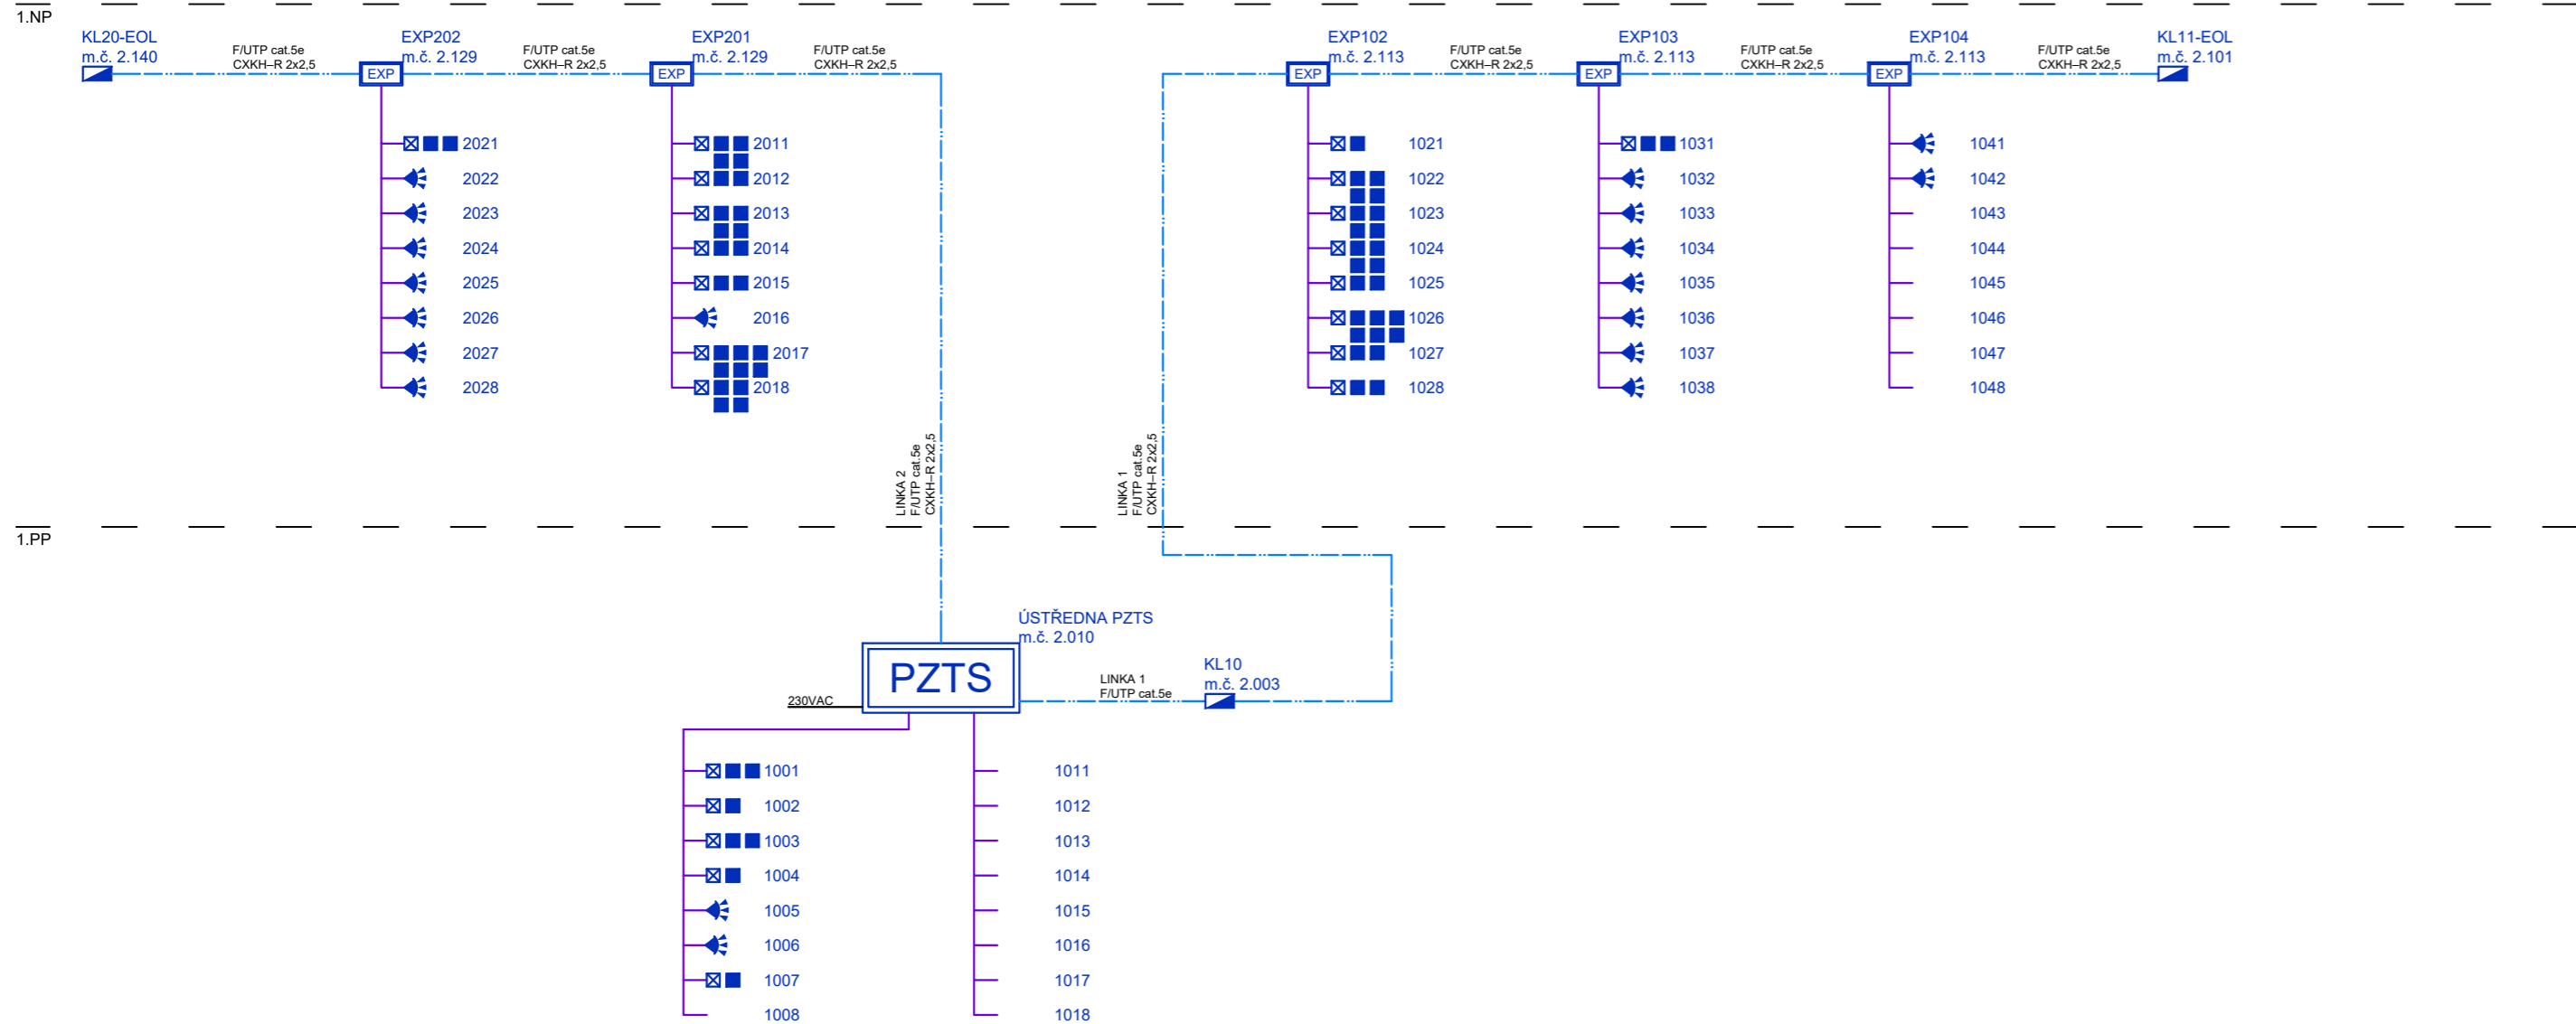 1.NP
KL20-EOL
m.č. 2.140
F/UTP cat.5e
CXKH–R 2x2,5
EXP202
m.č. 2.129
EXP
F/UTP cat.5e
CXKH–R 2x2,5
EXP201
m.č. 2.129
EXP
F/UTP cat.5e
CXKH–R 2x2,5
EXP102
m.č. 2.113
EXP
F/UTP cat.5e
CXKH–R 2x2,5
EXP103
m.č. 2.113
EXP
F/UTP cat.5e
CXKH–R 2x2,5
EXP104
m.č. 2.113
EXP
F/UTP cat.5e
CXKH–R 2x2,5
KL11-EOL
m.č. 2.101
2021
2022
2023
2024
2025
2026
2027
2028
2011
2012
2013
2014
2015
2016
2017
2018
1021
1022
1023
1024
1025
1026
1027
1028
1031
1032
1033
1034
1035
1036
1037
1038
1041
1042
1043
1044
1045
1046
1047
1048
LINKA 2
F/UTP cat.5e
CXKH–R 2x2,5
LINKA 1
F/UTP cat.5e
CXKH–R 2x2,5
1.PP
ÚSTŘEDNA PZTS
m.č. 2.010
PZTS
230VAC
LINKA 1
F/UTP cat.5e
KL10
m.č. 2.003
1001
1002
1003
1004
1005
1006
1007
1008
1011
1012
1013
1014
1015
1016
1017
1018